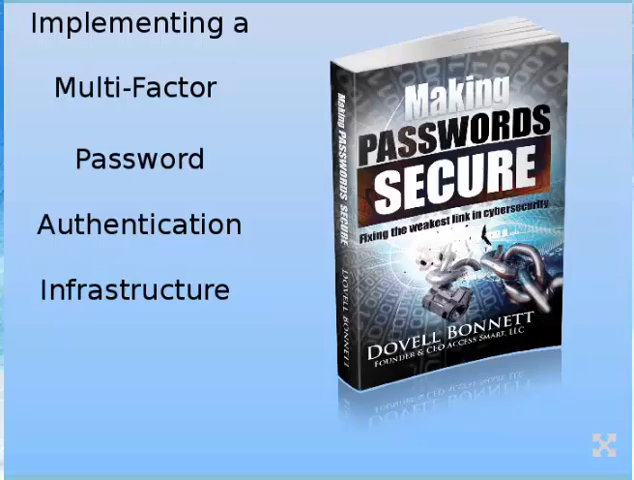 Implementing a
Multi-Factor
Password
Authentication
Infrastructure
Making PASSWORDS SECURE
DOVELL BONNETT
Making
PASSWORDS
SECURE
Fixing the weakest link in cybersecurity
DOVELL BONNETT
FOUNDER & CEO ACCESS SMART, LLC